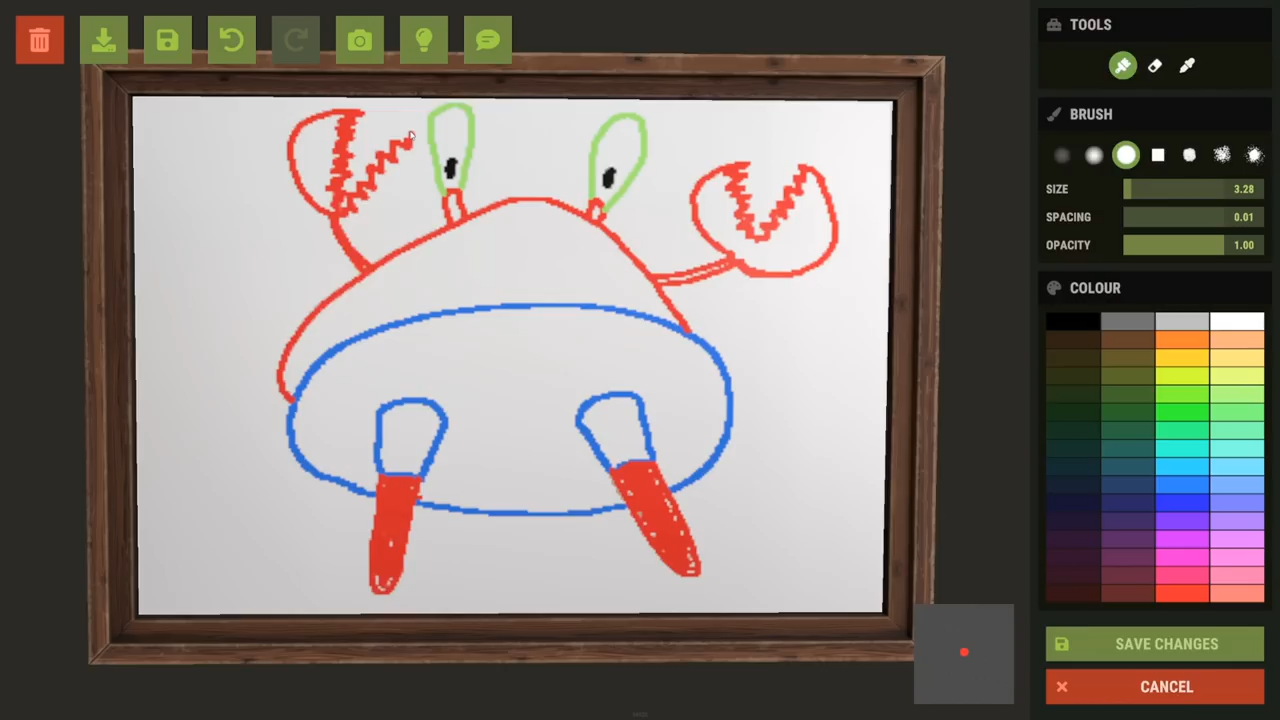 TOOLS
BRUSH
SIZE 3.28
SPACING 0.01
OPACITY 1.00
COLOUR
SAVE CHANGES
CANCEL